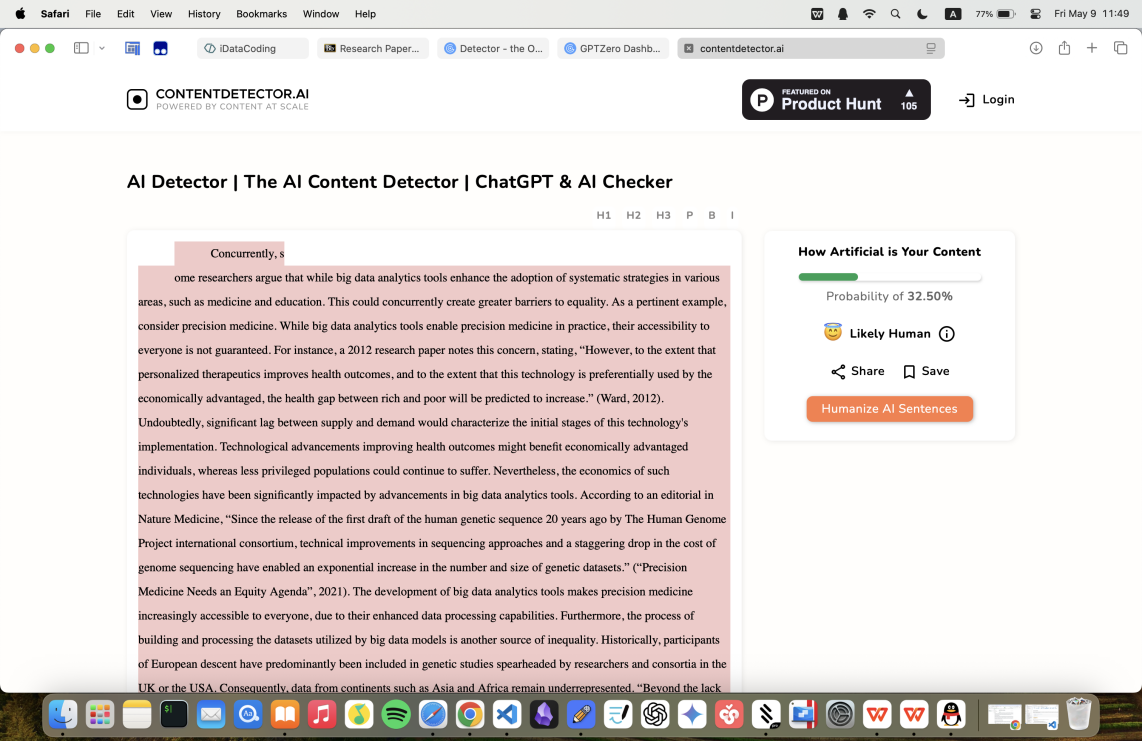 Safari File Edit View History Bookmarks Window Help
A 77% Fri May 9 11:49
iDataCoding Research Paper... Detector - the O... GPTZero Dashb... contentdetector.ai
CONTENTDETECTOR.AI
POWERED BY CONTENT AT SCALE
P FEATURED ON
Product Hunt 105
Login
AI Detector | The AI Content Detector | ChatGPT & AI Checker
H1 H2 H3 P B I
Concurrently, s
ome researchers argue that while big data analytics tools enhance the adoption of systematic strategies in various
areas, such as medicine and education. This could concurrently create greater barriers to equality. As a pertinent example,
consider precision medicine. While big data analytics tools enable precision medicine in practice, their accessibility to
everyone is not guaranteed. For instance, a 2012 research paper notes this concern, stating, “However, to the extent that
personalized therapeutics improves health outcomes, and to the extent that this technology is preferentially used by the
economically advantaged, the health gap between rich and poor will be predicted to increase.” (Ward, 2012).
Undoubtedly, significant lag between supply and demand would characterize the initial stages of this technology's
implementation. Technological advancements improving health outcomes might benefit economically advantaged
individuals, whereas less privileged populations could continue to suffer. Nevertheless, the economics of such
technologies have been significantly impacted by advancements in big data analytics tools. According to an editorial in
Nature Medicine, “Since the release of the first draft of the human genetic sequence 20 years ago by The Human Genome
Project international consortium, technical improvements in sequencing approaches and a staggering drop in the cost of
genome sequencing have enabled an exponential increase in the number and size of genetic datasets.” (“Precision
Medicine Needs an Equity Agenda”, 2021). The development of big data analytics tools makes precision medicine
increasingly accessible to everyone, due to their enhanced data processing capabilities. Furthermore, the process of
building and processing the datasets utilized by big data models is another source of inequality. Historically, participants
of European descent have predominantly been included in genetic studies spearheaded by researchers and consortia in the
UK or the USA. Consequently, data from continents such as Asia and Africa remain underrepresented. “Beyond the lack
How Artificial is Your Content
Probability of 32.50%
Likely Human
Share Save
Humanize AI Sentences